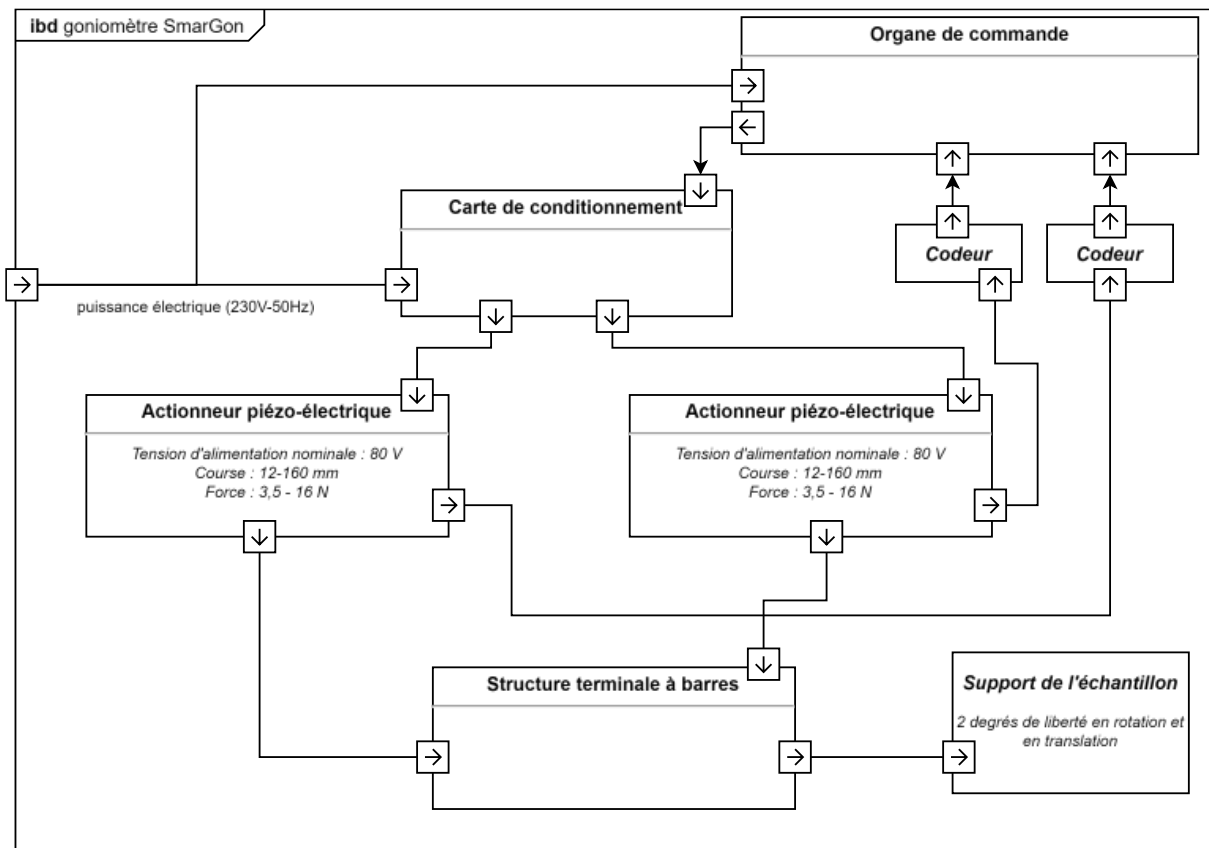 ibd goniomètre SmarGon
Organe de commande
Carte de conditionnement
Codeur
Codeur
puissance électrique (230V-50Hz)
Actionneur piézo-électrique
Tension d'alimentation nominale : 80 V
Course : 12-160 mm
Force : 3,5 - 16 N
Actionneur piézo-électrique
Tension d'alimentation nominale : 80 V
Course : 12-160 mm
Force : 3,5 - 16 N
Structure terminale à barres
Support de l'échantillon
2 degrés de liberté en rotation et
en translation